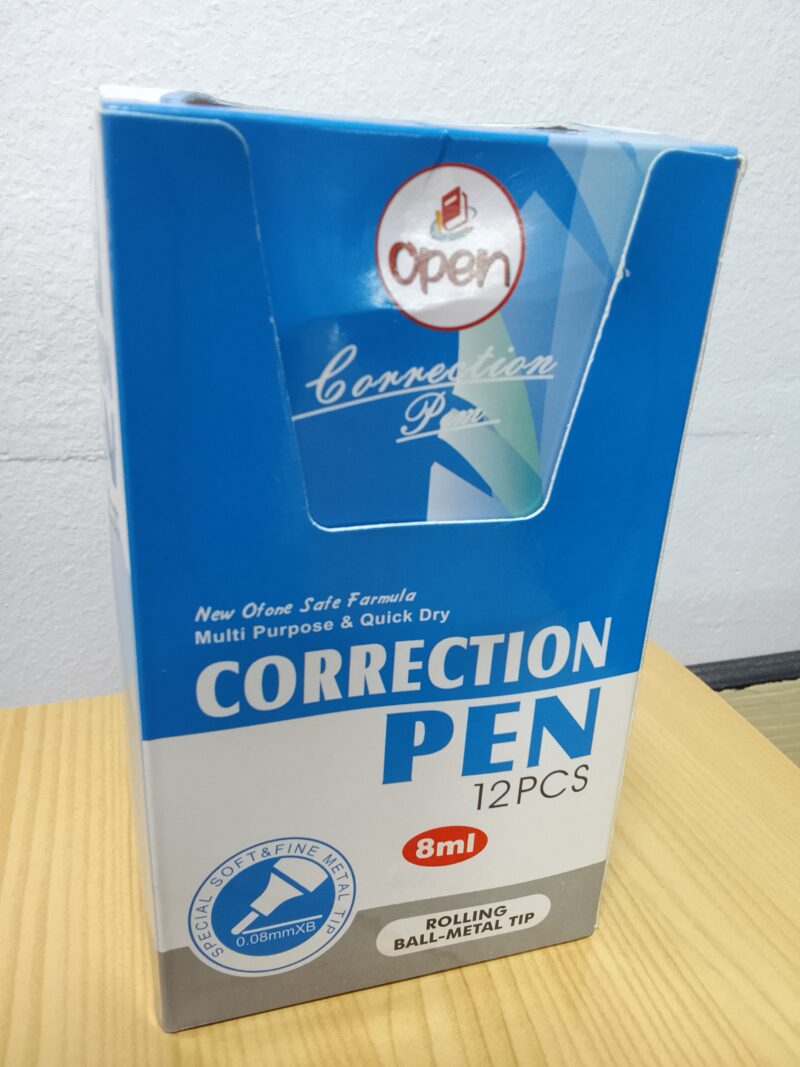 Open
Correction
Pen
New Ofone Safe Farmula
Multi Purpose & Quick Dry
CORRECTION
PEN
12PCS
8ml
SPECIAL SOFT&FINE METAL TIP
0.08mmXB
ROLLING
BALL-METAL TIP